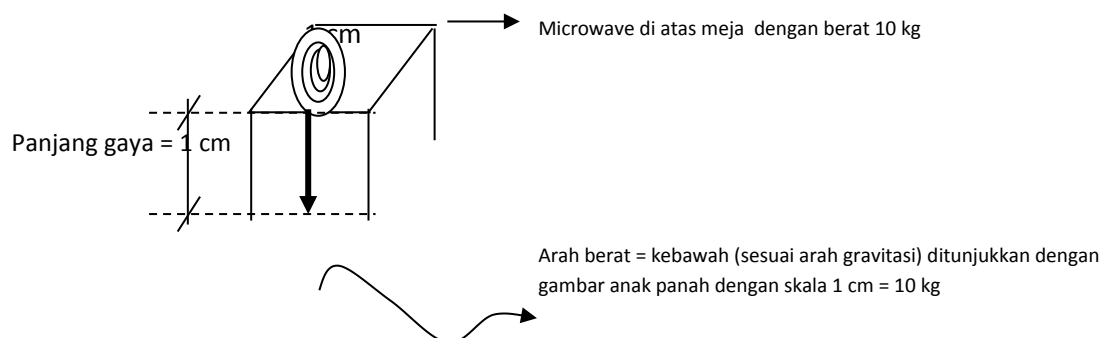 cm
Microwave di atas meja dengan berat 10 kg
Panjang gaya = 1 cm
Arah berat = kebawah (sesuai arah gravitasi) ditunjukkan dengan
gambar anak panah dengan skala 1 cm = 10 kg